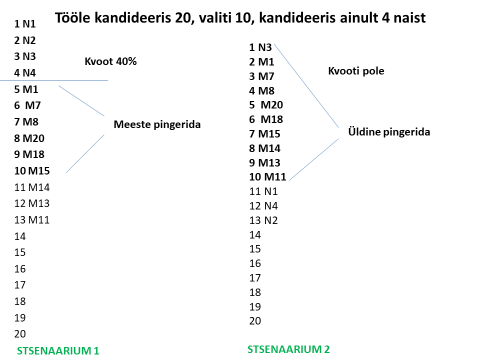 Tööle kandideeris 20, valiti 10, kandideeris ainult 4 naist
1 N1
2 N2
3 N3
4 N4
5 M1
6 M7
7 M8
8 M20
9 M18
10 M15
11 M14
12 M13
13 M11
14
15
16
17
18
19
20
STSENAARIUM 1
Kvoot 40%
Meeste pingerida
1 N3
2 M1
3 M7
4 M8
5 M20
6 M18
7 M15
8 M14
9 M13
10 M11
11 N1
12 N4
13 N2
14
15
16
17
18
19
20
STSENAARIUM 2
Kvooti pole
Üldine pingerida